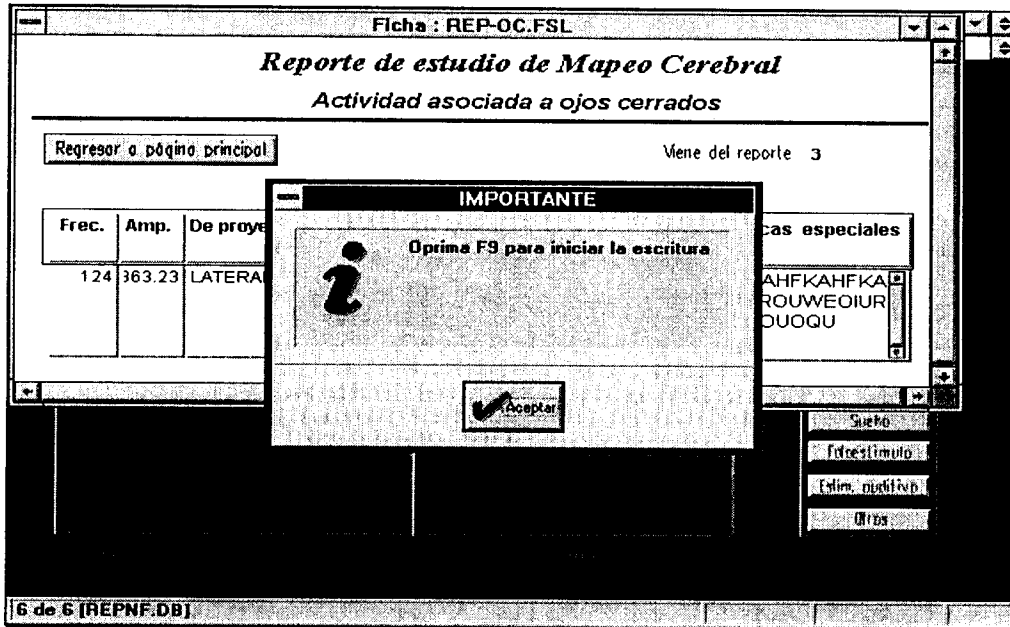 Ficha : REP-OC.FSL
Reporte de estudio de Mapeo Cerebral
Actividad asociada a ojos cerrados
Regresar a página principal
Viene del reporte 3
IMPORTANTE
Frec. Amp. De proye cas especiales
Oprima F9 para iniciar la escritura
124 363.23 LATERAL AHFKAHFKA
ROUWEOIUR
OUOQU
Aceptar
Sueño
Fotoestimulo
Estim. auditivo
Otros
6 de 6 [REPNF.DB]